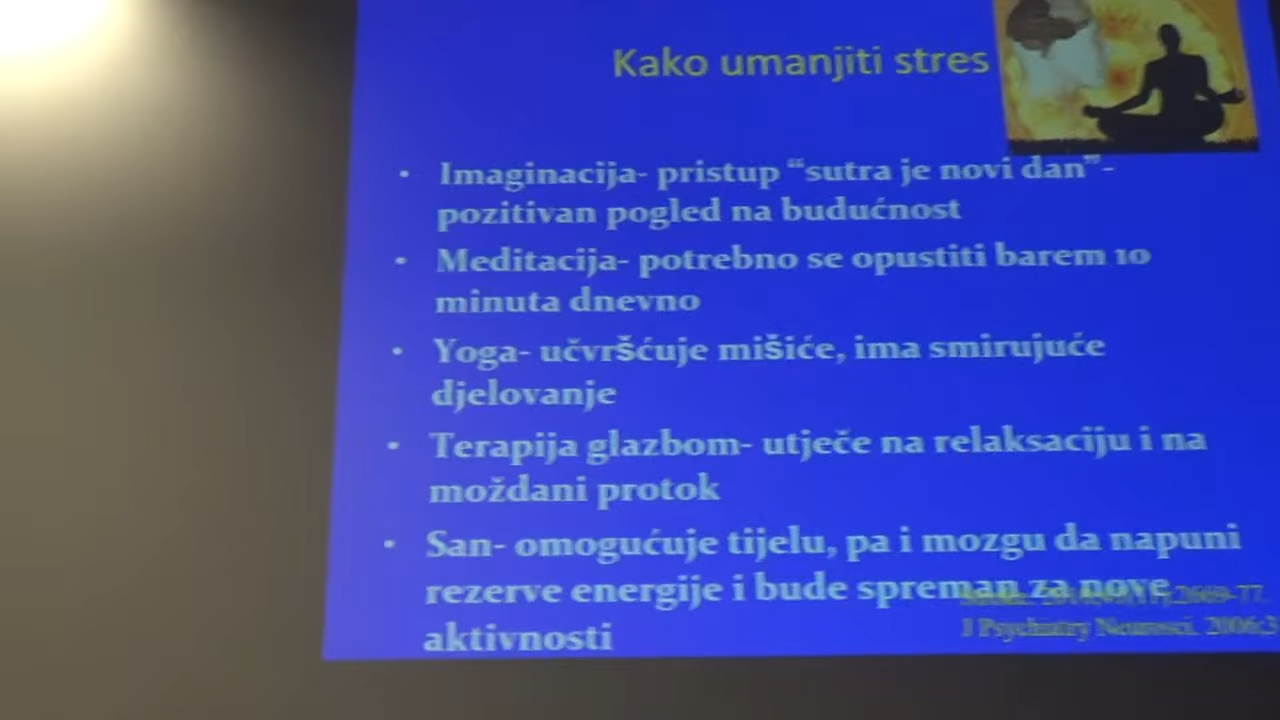 Kako umanjiti stres
• Imaginacija- pristup “sutra je novi dan”-
pozitivan pogled na budućnost
• Meditacija- potrebno se opustiti barem 10
minuta dnevno
• Yoga- učvršćuje mišiće, ima smirujuće
djelovanje
• Terapija glazbom- utječe na relaksaciju i na
moždani protok
• San- omogućuje tijelu, pa i mozgu da napuni
rezerve energije i bude spreman za nove
aktivnosti
J Psychiatry Neurosci. 2006;3